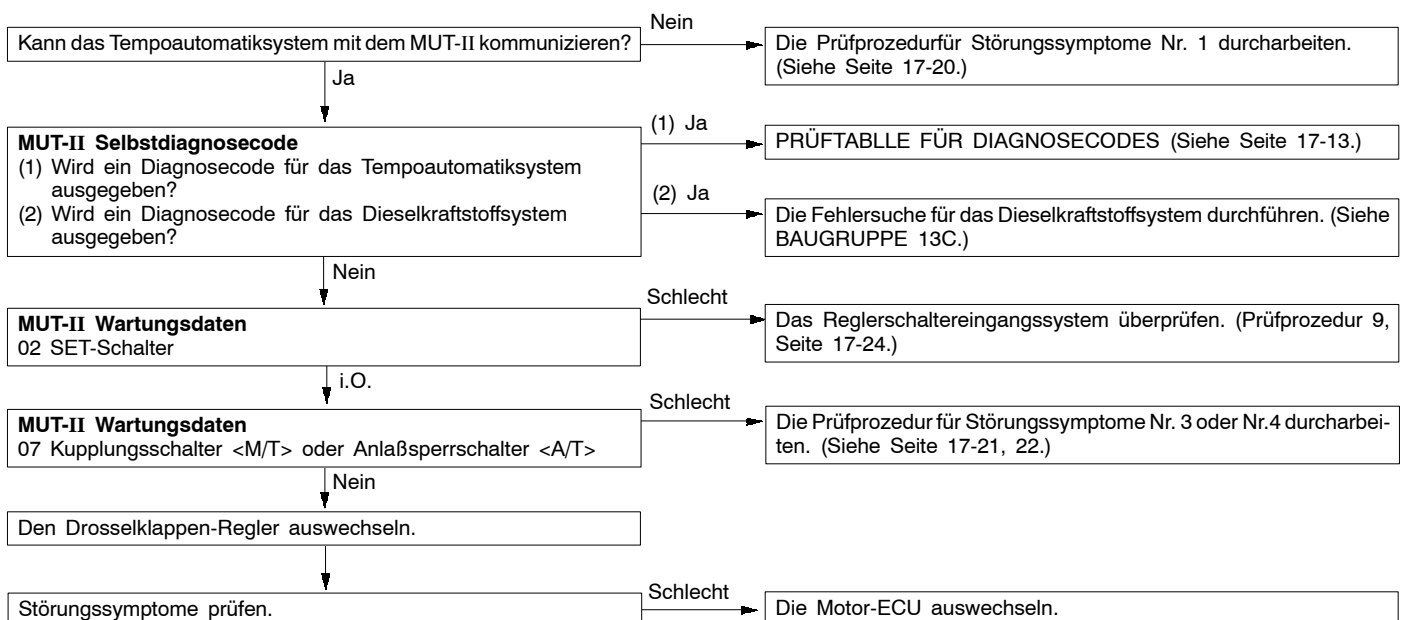 Nein
Kann das Tempoautomatiksystem mit dem MUT-II kommunizieren?
Die Prüfprozedurfür Störungssymptome Nr. 1 durcharbeiten.
(Siehe Seite 17-20.)
Ja
MUT-II Selbstdiagnosecode
(1) Wird ein Diagnosecode für das Tempoautomatiksystem
ausgegeben?
(2) Wird ein Diagnosecode für das Dieselkraftstoffsystem
ausgegeben?
(1) Ja
PRÜFTABLLE FÜR DIAGNOSECODES (Siehe Seite 17-13.)
(2) Ja
Die Fehlersuche für das Dieselkraftstoffsystem durchführen. (Siehe
BAUGRUPPE 13C.)
Nein
MUT-II Wartungsdaten
02 SET-Schalter
Schlecht
Das Reglerschaltereingangssystem überprüfen. (Prüfprozedur 9,
Seite 17-24.)
i.O.
MUT-II Wartungsdaten
07 Kupplungsschalter <M/T> oder Anlaßsperrschalter <A/T>
Schlecht
Die Prüfprozedur für Störungssymptome Nr. 3 oder Nr.4 durcharbei-
ten. (Siehe Seite 17-21, 22.)
Nein
Den Drosselklappen-Regler auswechseln.
Störungssymptome prüfen.
Schlecht
Die Motor-ECU auswechseln.